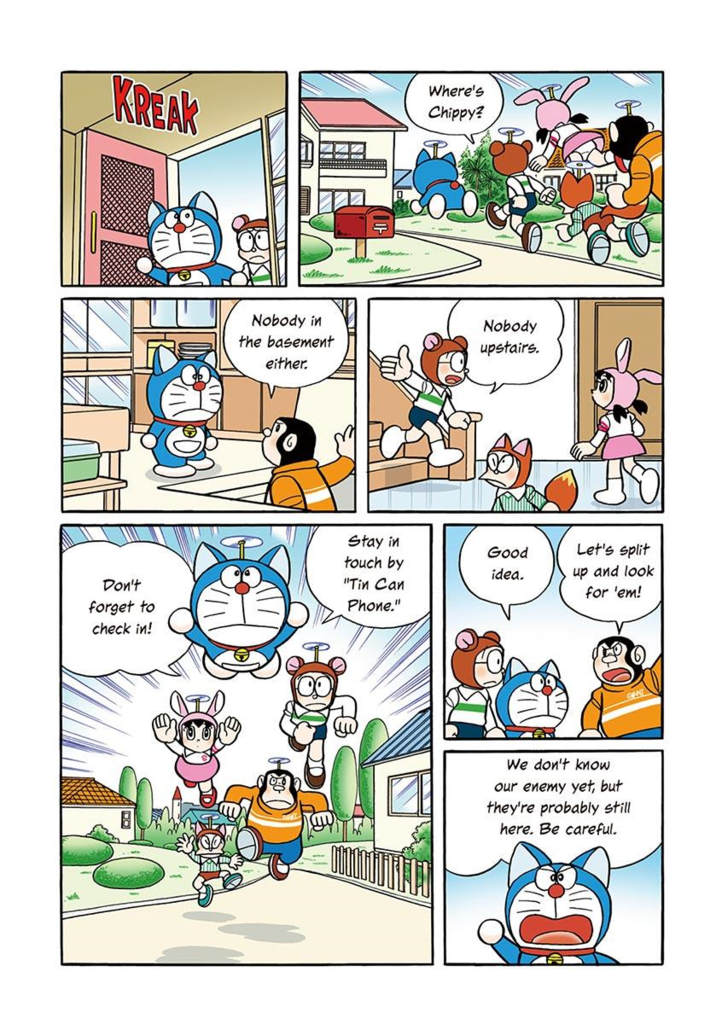 Where's
Chippy?
KREAK
Nobody
upstairs.
Nobody in
the basement
either.
Let's split
up and look
for 'em!
Good
idea.
We don't know
our enemy yet, but
they're probably still
here. Be careful.
Stay in
touch by
"Tin Can
Phone."
Don't
forget to
check in!